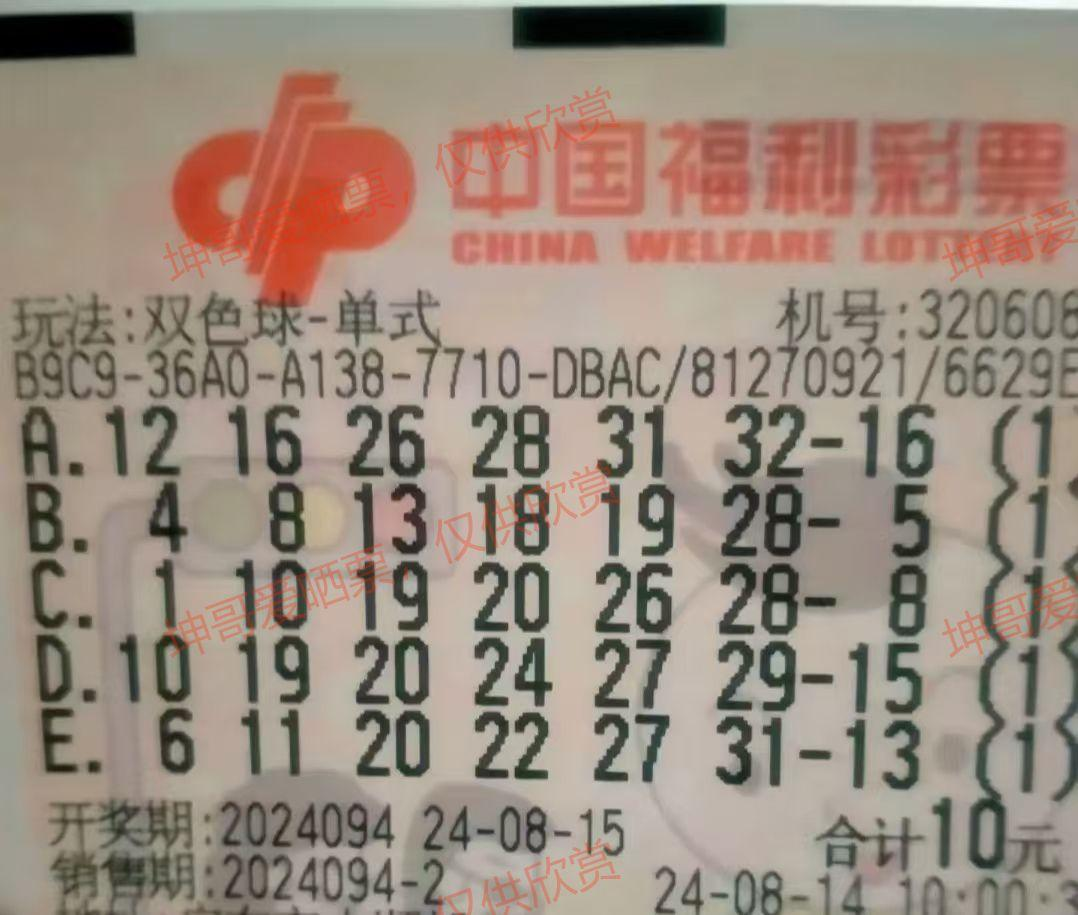 中国福利彩票
CHINA WELFARE LOTTERY
玩法:双色球-单式 机号:320608
B9C9-36A0-A138-7710-DBAC/81270921/6629E
A. 12 16 26 28 31 32-16 (1
B. 4 8 13 18 19 28- 5 (1)
C. 1 10 19 20 26 28- 8 (1)
D. 10 19 20 24 27 29-15 (1)
E. 6 11 20 22 27 31-13 (1)
开奖期:2024094 24-08-15 合计10元
销售期:2024094-2 24-08-14 10:00:3
坤哥爱晒票,仅供欣赏
坤哥爱
坤哥爱晒票,仅供欣赏
坤哥爱
仅供欣赏